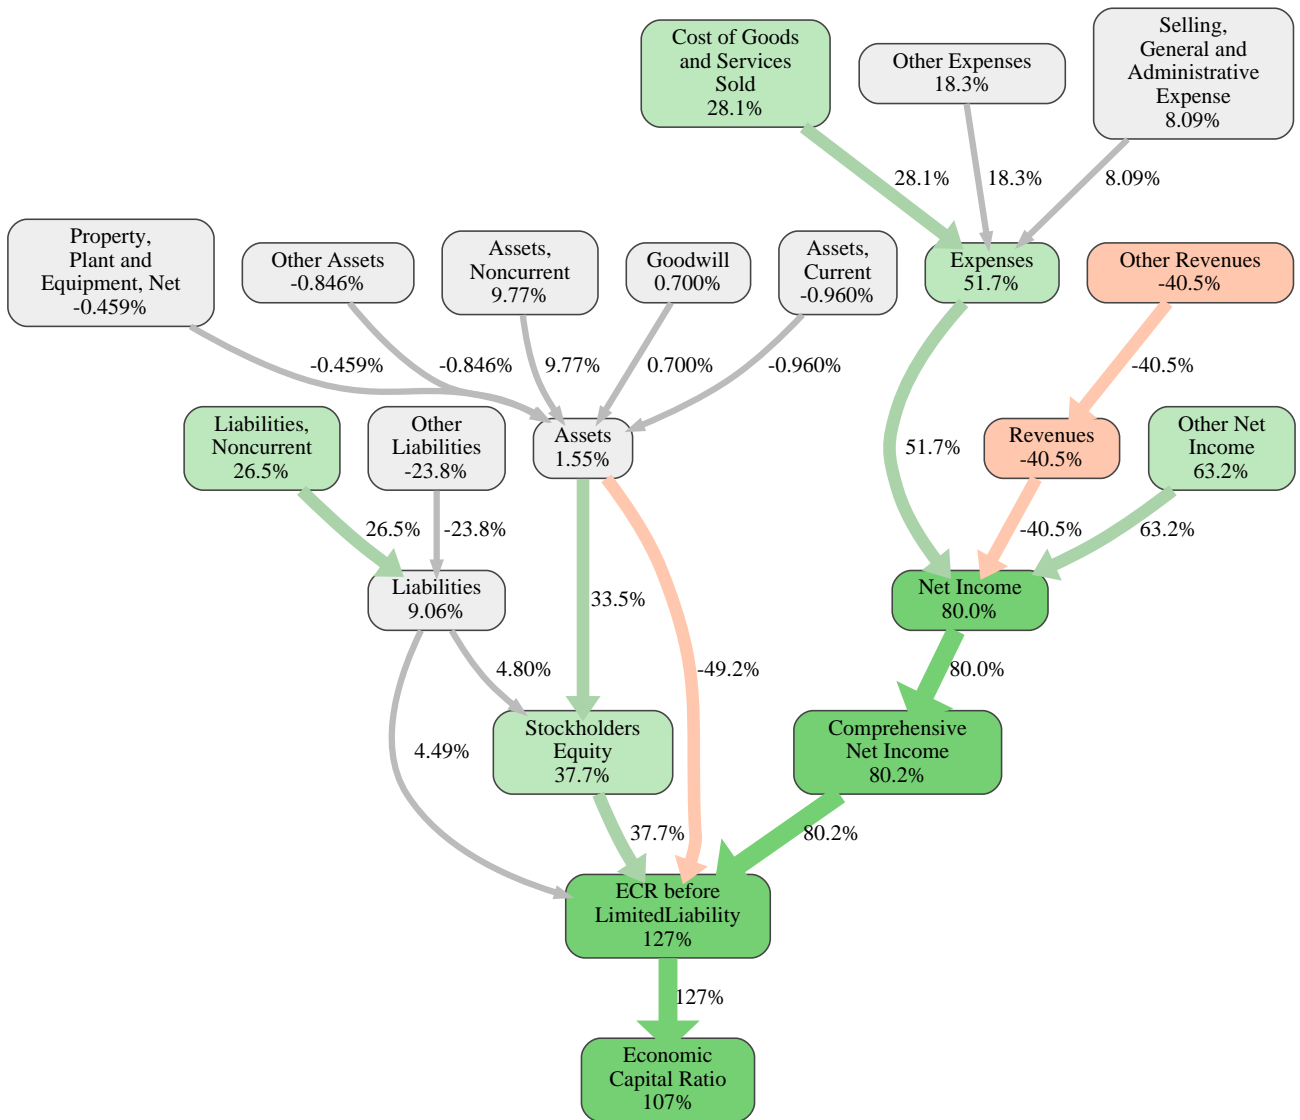 Cost of Goods
and Services
Sold
28.1%
Other Expenses
18.3%
Selling,
General and
Administrative
Expense
8.09%
28.1%
18.3%
8.09%
Property,
Plant and
Equipment, Net
-0.459%
Other Assets
-0.846%
Assets,
Noncurrent
9.77%
Goodwill
0.700%
Assets,
Current
-0.960%
Expenses
51.7%
Other Revenues
-40.5%
-0.459%
-0.846%
9.77%
0.700%
-0.960%
-40.5%
Liabilities,
Noncurrent
26.5%
Other
Liabilities
-23.8%
Assets
1.55%
51.7%
Revenues
-40.5%
Other Net
Income
63.2%
26.5%
-23.8%
-40.5%
63.2%
Liabilities
9.06%
33.5%
Net Income
80.0%
4.80%
-49.2%
80.0%
4.49%
Stockholders
Equity
37.7%
Comprehensive
Net Income
80.2%
37.7%
80.2%
ECR before
LimitedLiability
127%
127%
Economic
Capital Ratio
107%